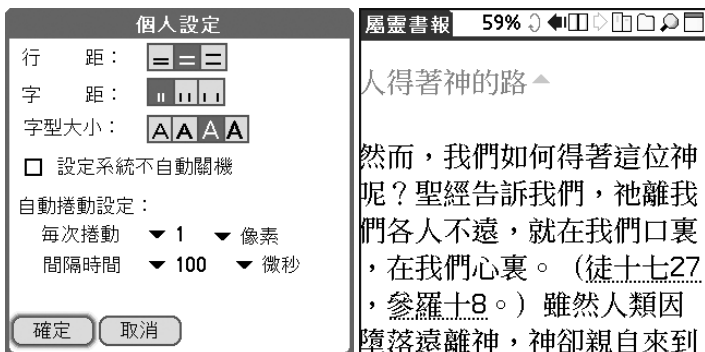 個人設定
行 距：
字 距：
字型大小： A A A A
設定系統不自動關機
自動捲動設定：
每次捲動 1 像素
間隔時間 100 微秒
確定 取消
屬靈書報 59%
人得著神的路
然而，我們如何得著這位神
呢？聖經告訴我們，祂離我
們各人不遠，就在我們口裏
，在我們心裏。（徒十七27
，參羅十8。）雖然人類因
墮落遠離神，神卻親自來到